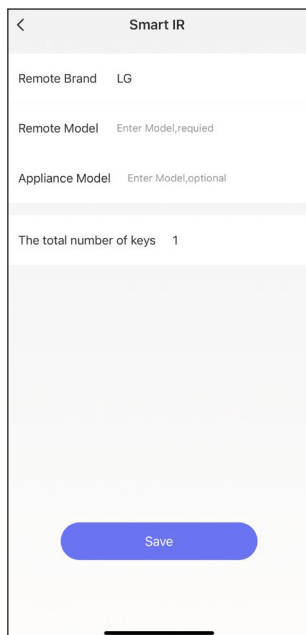 Smart IR
Remote Brand LG
Remote Model Enter Model,requied
Appliance Model Enter Model,optional
The total number of keys 1
Save